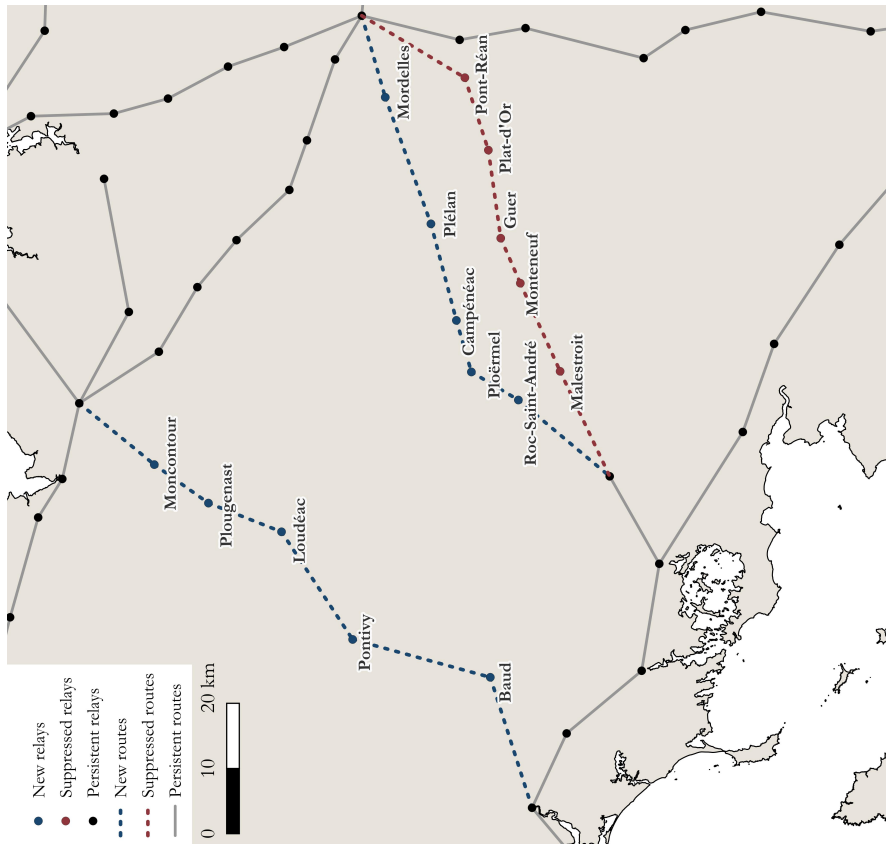 Mordelles
Pont-Réan
Plat-d'Or
Plélan
Guer
Campénéac
Monteneuf
Ploërmel
Roc-Saint-André
Malestroit
Moncontour
Plougenast
Loudéac
Pontivy
Baud
New relays
Suppressed relays
Persistent relays
New routes
Suppressed routes
Persistent routes
0 10 20 km